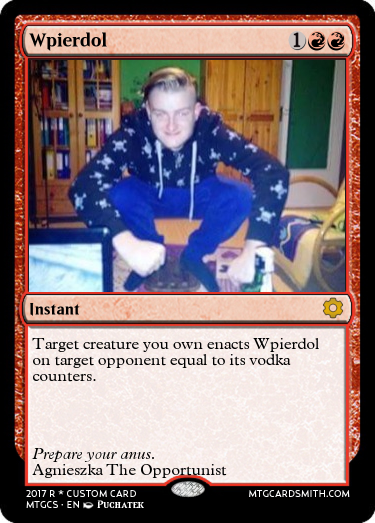 Wpierdol 1
Instant
Target creature you own enacts Wpierdol
on target opponent equal to its vodka
counters.
Prepare your anus.
Agnieszka The Opportunist
2017 R * CUSTOM CARD
MTGCARDSMITH.COM
MTGCS · EN PUCHATEK